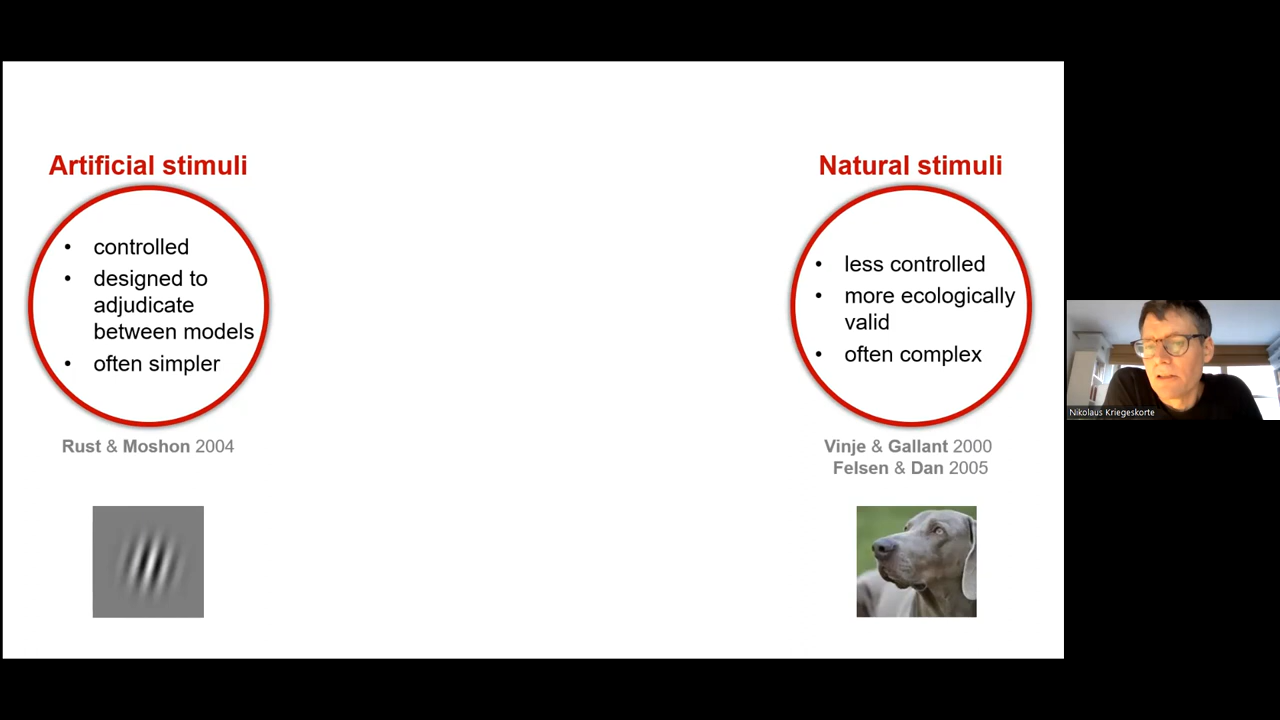 Artificial stimuli
• controlled
• designed to
adjudicate
between models
• often simpler
Rust & Moshon 2004
Natural stimuli
• less controlled
• more ecologically
valid
• often complex
Vinje & Gallant 2000
Felsen & Dan 2005
Nikolaus Kriegeskorte